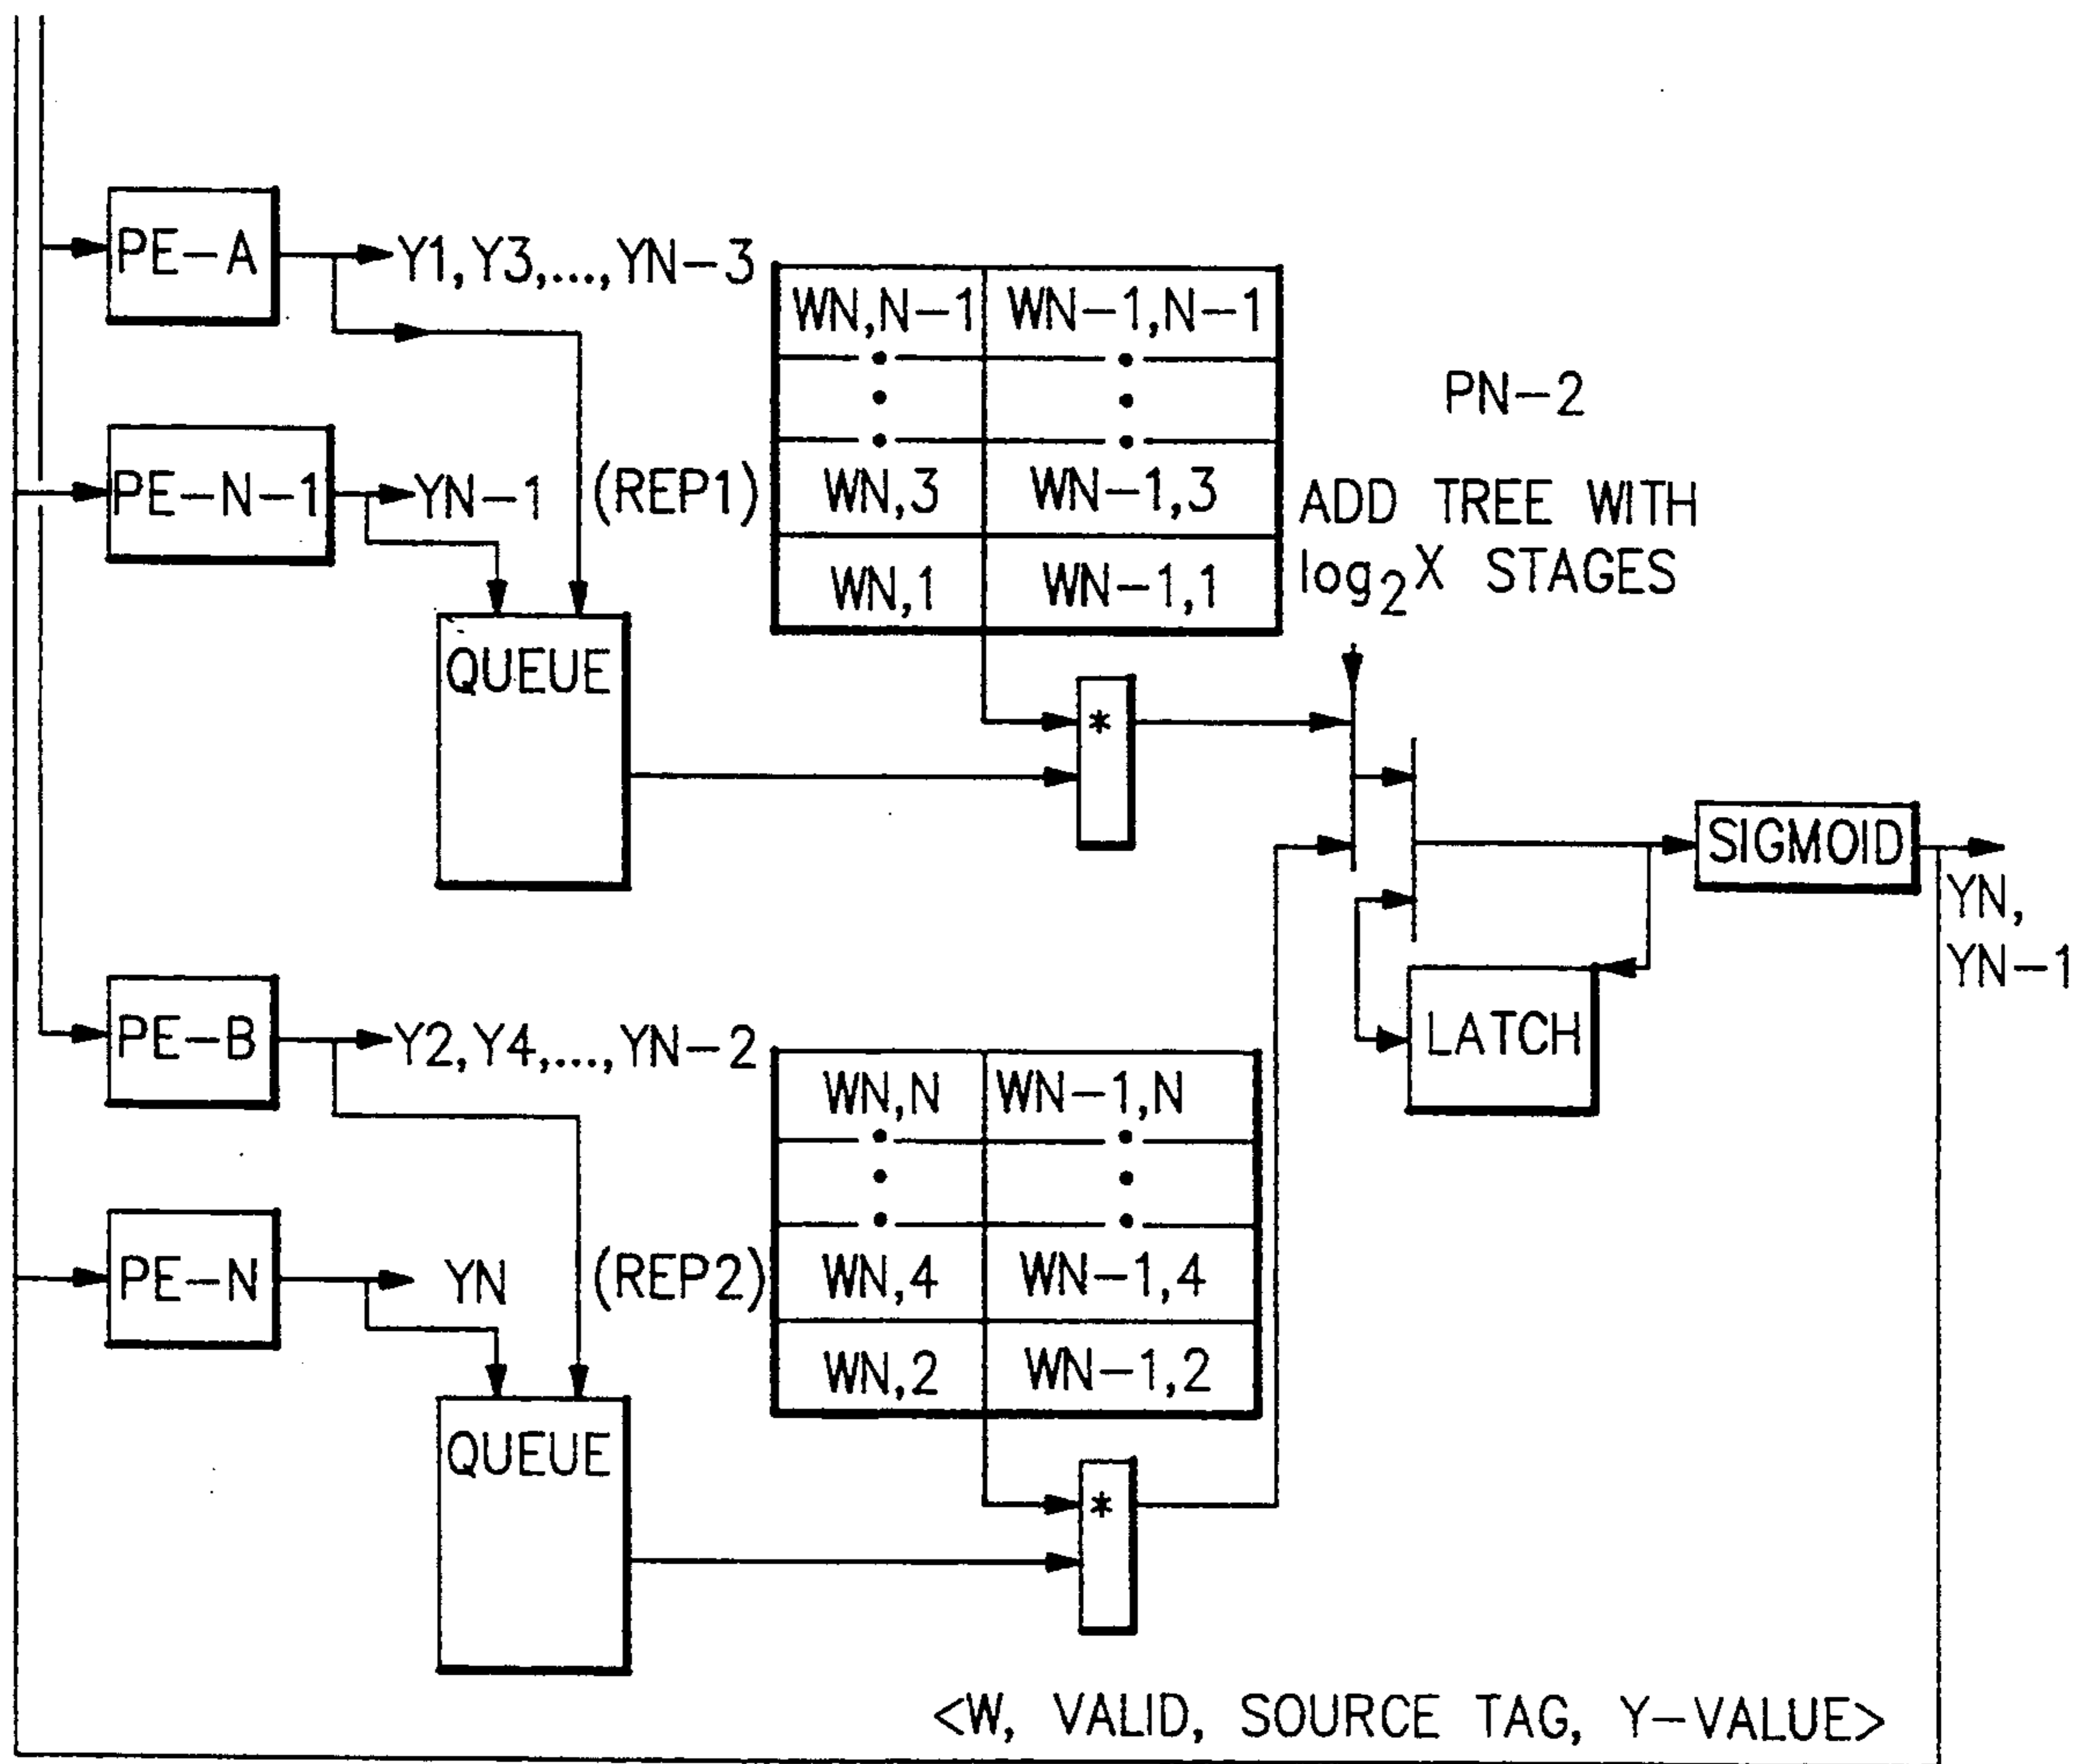 PE-A
Y1, Y3,..., YN-3
WN,N-1 WN-1,N-1
PN-2
PE-N-1
YN-1
(REP1)
WN,3 WN-1,3
ADD TREE WITH
log2X STAGES
WN,1 WN-1,1
QUEUE
*
SIGMOID
YN,
YN-1
LATCH
PE-B
Y2, Y4,..., YN-2
WN,N WN-1,N
PE-N
YN
(REP2)
WN,4 WN-1,4
WN,2 WN-1,2
QUEUE
*
<W, VALID, SOURCE TAG, Y-VALUE>